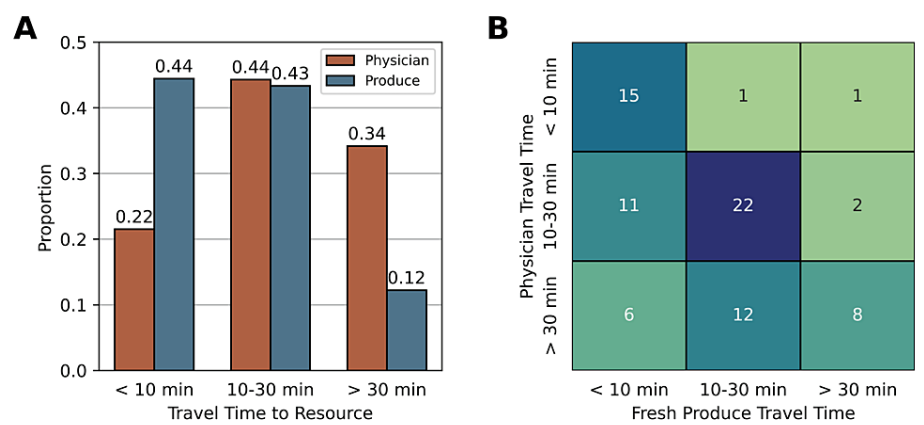 A
0.5
0.4
0.3
0.2
0.1
0.0
Proportion
0.22
0.44
0.44
0.43
0.34
0.12
Physician
Produce
< 10 min
10-30 min
> 30 min
Travel Time to Resource
B
Physician Travel Time
< 10 min
10-30 min
> 30 min
15
1
1
11
22
2
6
12
8
< 10 min
10-30 min
> 30 min
Fresh Produce Travel Time